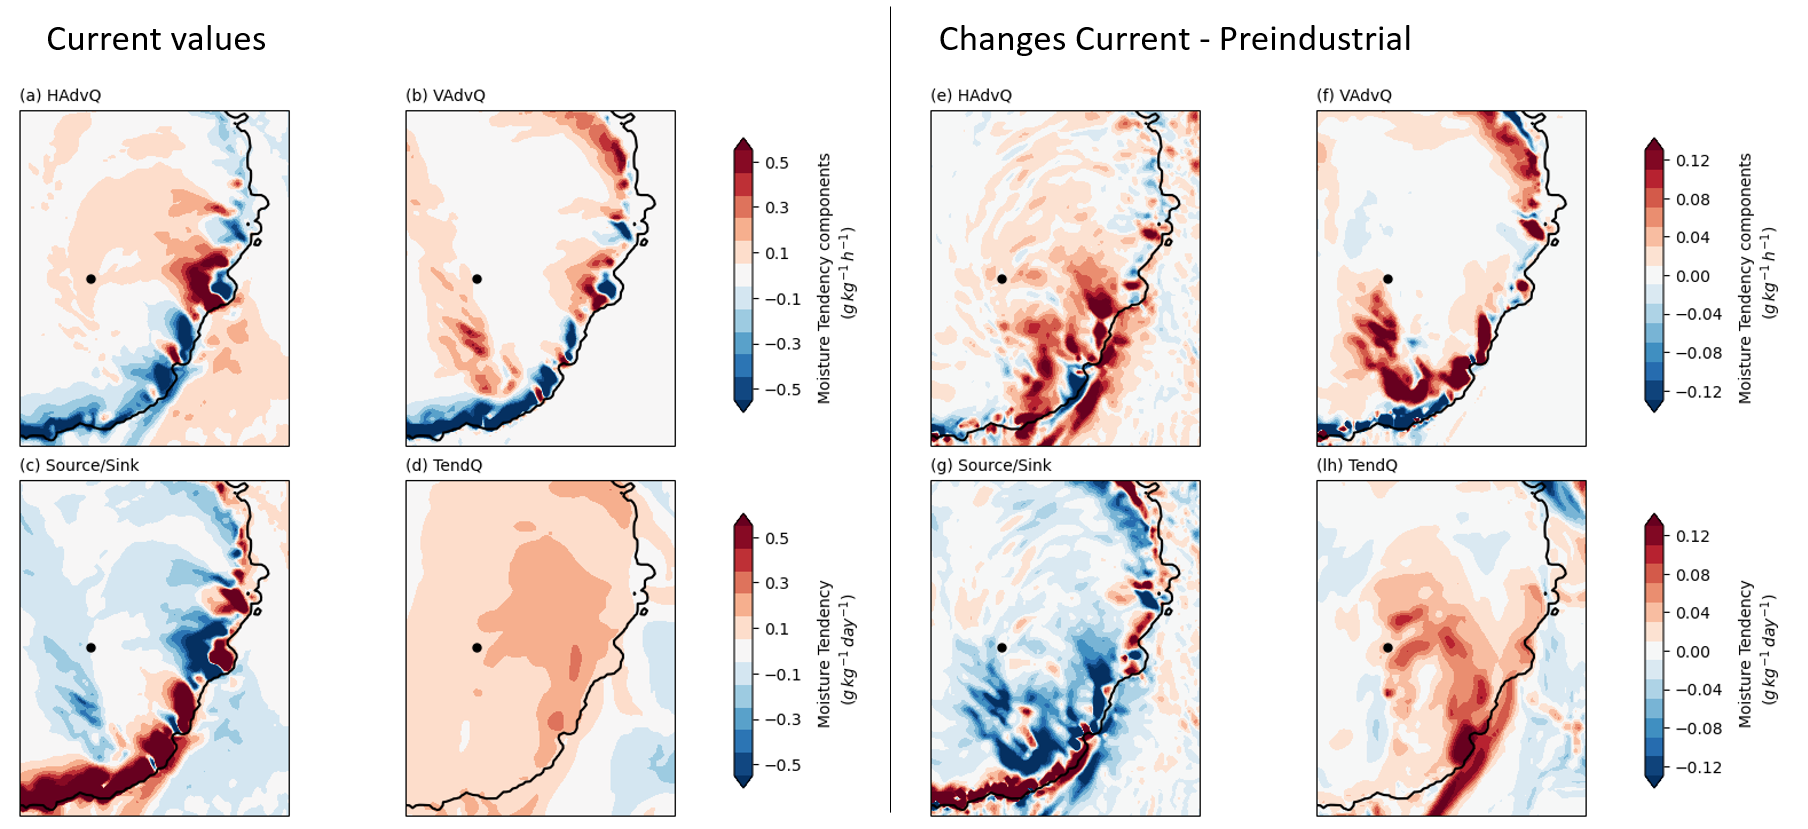 Current values
Changes Current - Preindustrial
(a) HAdvQ
(b) VAdvQ
0.5
0.3
0.1
−0.1
−0.3
−0.5
Moisture Tendency components
(g kg⁻¹ h⁻¹)
(e) HAdvQ
(f) VAdvQ
0.12
0.08
0.04
0.00
−0.04
−0.08
−0.12
Moisture Tendency components
(g kg⁻¹ h⁻¹)
(c) Source/Sink
(d) TendQ
0.5
0.3
0.1
−0.1
−0.3
−0.5
Moisture Tendency
(g kg⁻¹ day⁻¹)
(g) Source/Sink
(lh) TendQ
0.12
0.08
0.04
0.00
−0.04
−0.08
−0.12
Moisture Tendency
(g kg⁻¹ day⁻¹)